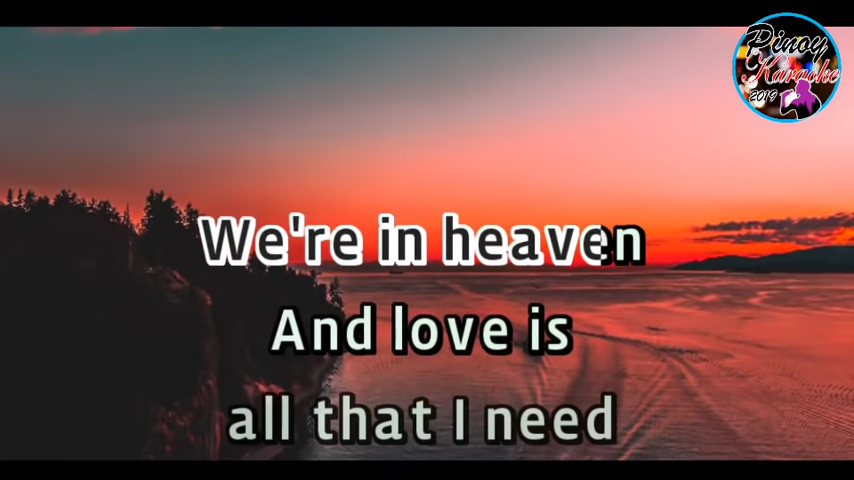 Pinoy
Karaoke
2019
We're in heaven
And love is
all that I need